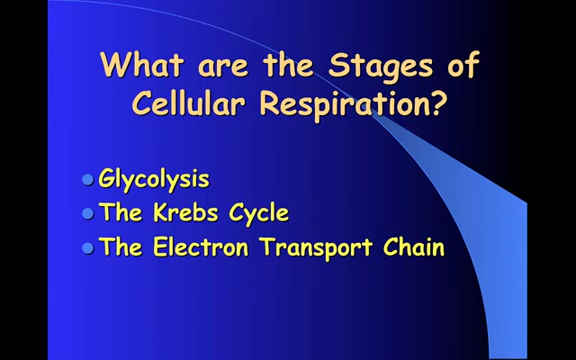 What are the Stages of
Cellular Respiration?
Glycolysis
The Krebs Cycle
The Electron Transport Chain